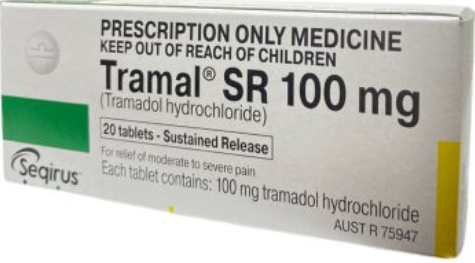 PRESCRIPTION ONLY MEDICINE
KEEP OUT OF REACH OF CHILDREN
Tramal® SR 100 mg
(Tramadol hydrochloride)
20 tablets - Sustained Release
For relief of moderate to severe pain
Each tablet contains: 100 mg tramadol hydrochloride
AUST R 75947
Seqirus™